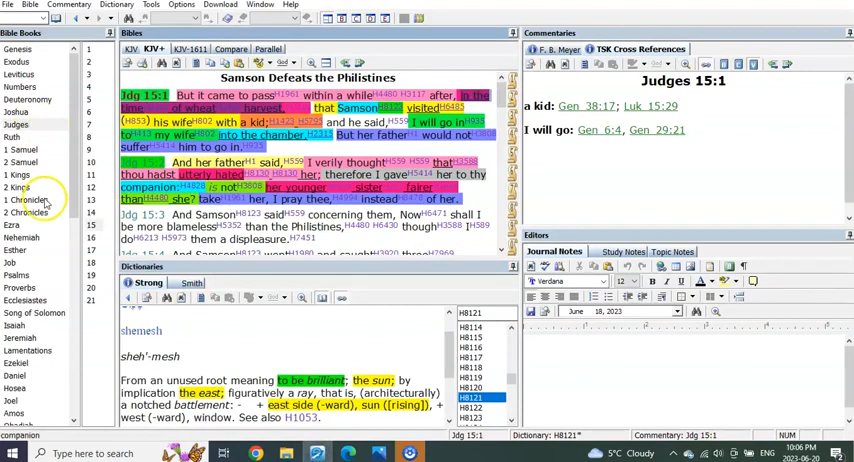 File Bible Commentary Dictionary Tools Options Download Window Help
Bible Books
Genesis
Exodus
Leviticus
Numbers
Deuteronomy
Joshua
Judges
Ruth
1 Samuel
2 Samuel
1 Kings
2 Kings
1 Chronicles
2 Chronicles
Ezra
Nehemiah
Esther
Job
Psalms
Proverbs
Ecclesiastes
Song of Solomon
Isaiah
Jeremiah
Lamentations
Ezekiel
Daniel
Hosea
Joel
Amos
Obadiah
1
2
3
4
5
6
7
8
9
10
11
12
13
14
15
16
17
18
19
20
21
Bibles
KJV KJV+ KJV-1611 Compare Parallel
Samson Defeats the Philistines
Jdg 15:1 But it came to pass H1961 within a while H4480 H3117 after, in the
time of wheat harvest, that Samson H8123 visited H6485
(H853) his wife H802 with a kid; H1423 H5795 and he said, H559 I will go in
to H413 my wife H802 into the chamber. H2315 But her father H1 would not H3808
suffer H5414 him to go in.
Jdg 15:2 And her father H1 said, H559 I verily thought H559 H559 that H3588
thou hadst utterly hated H8130 H8130 her; therefore I gave H5414 her to thy
companion: H4828 is not H3808 her younger sister fairer
than H4480 she? take H1961 her, I pray thee, H4994 instead of her.
Jdg 15:3 And Samson H8123 said H559 concerning them, Now H6471 shall I
be more blameless H5352 than the Philistines, H4480 H6430 though H3588 I H589
do H6213 H5973 them a displeasure. H7451
Dictionaries
Strong Smith
H8121
shemesh
sheh'-mesh
From an unused root meaning to be brilliant; the sun; by
implication the east; figuratively a ray, that is, (architecturally)
a notched battlement: - + east side (-ward), sun ([rising]), +
west (-ward), window. See also H1053.
H8114
H8115
H8116
H8117
H8118
H8119
H8120
H8121
H8122
H8123
Commentaries
F. B. Meyer TSK Cross References
Judges 15:1
a kid: Gen 38:17; Luk 15:29
I will go: Gen 6:4, Gen 29:21
Editors
Journal Notes Study Notes Topic Notes
Verdana 12 B I U A
June 18, 2023
Jdg 15:1 Dictionary: H8121* Commentary: Jdg 15:1 NUM
Type here to search
5°C Cloudy
ENG
10:06 PM
2023-06-20